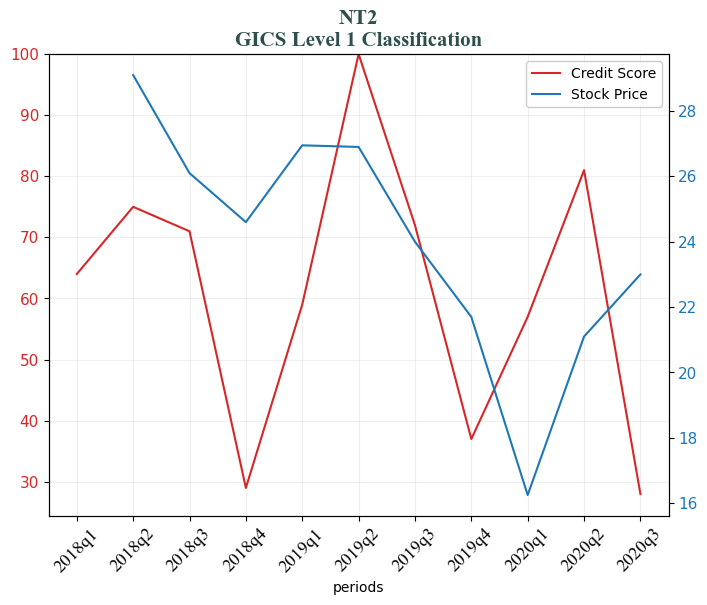 NT2
GICS Level 1 Classification
Credit Score
Stock Price
100
90
80
70
60
50
40
30
28
26
24
22
20
18
16
2018q1
2018q2
2018q3
2018q4
2019q1
2019q2
2019q3
2019q4
2020q1
2020q2
2020q3
periods